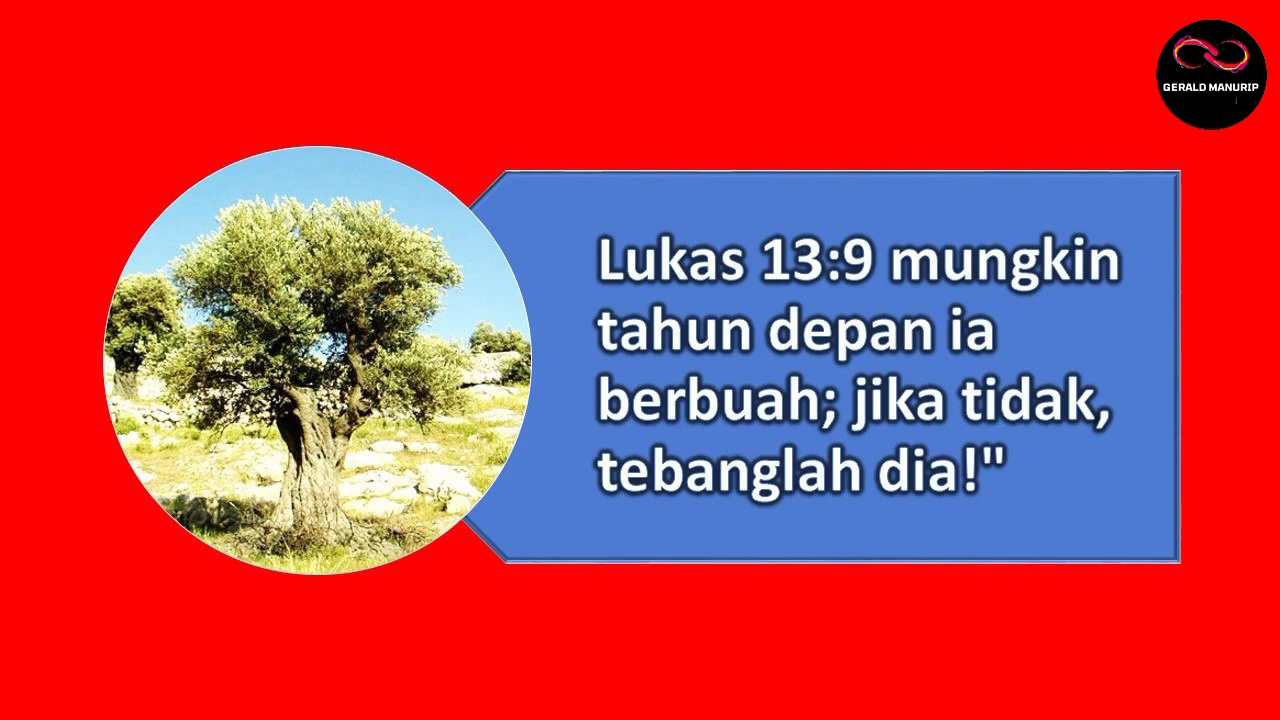 GERALD MANURIP
Lukas 13:9 mungkin
tahun depan ia
berbuah; jika tidak,
tebanglah dia!"